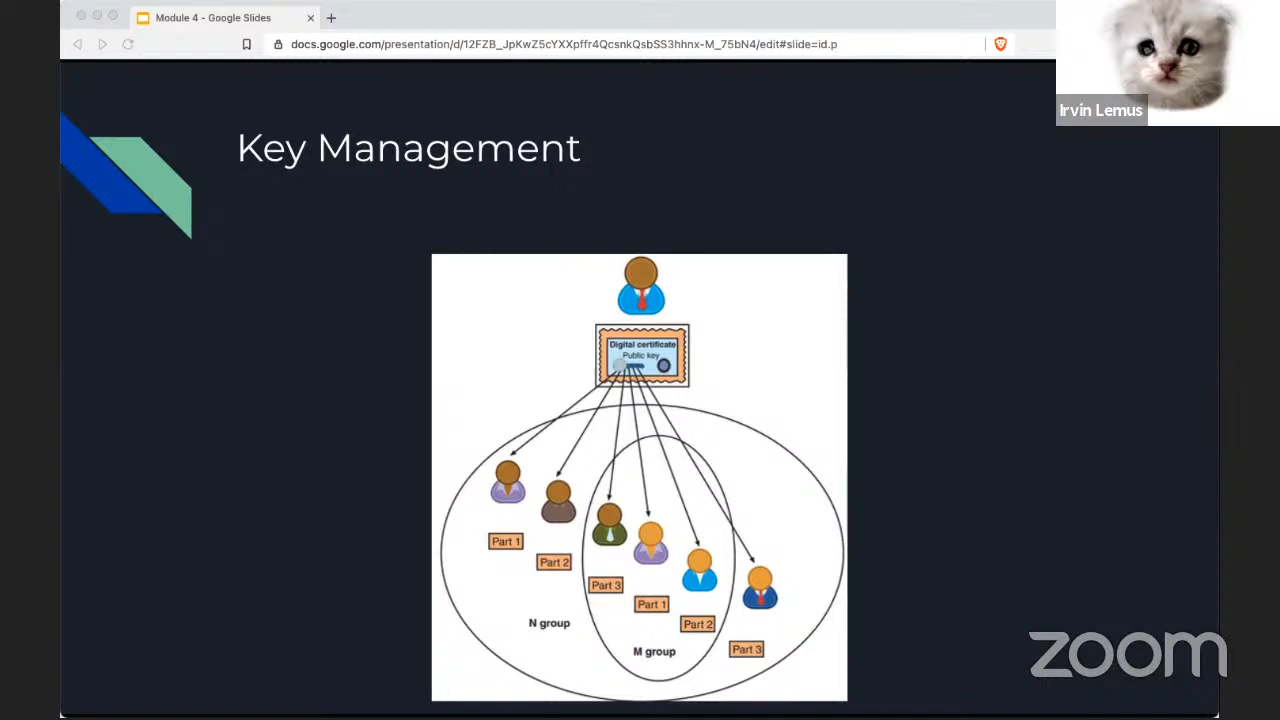 Module 4 - Google Slides
docs.google.com/presentation/d/12FZB_JpKwZ5cYXXpffr4QcsnkQsbSS3hhnx-M_75bN4/edit#slide=id.p
Irvin Lemus
Key Management
Digital certificate
Public key
Part 1
Part 2
Part 3
Part 1
Part 2
Part 3
N group
M group
zoom